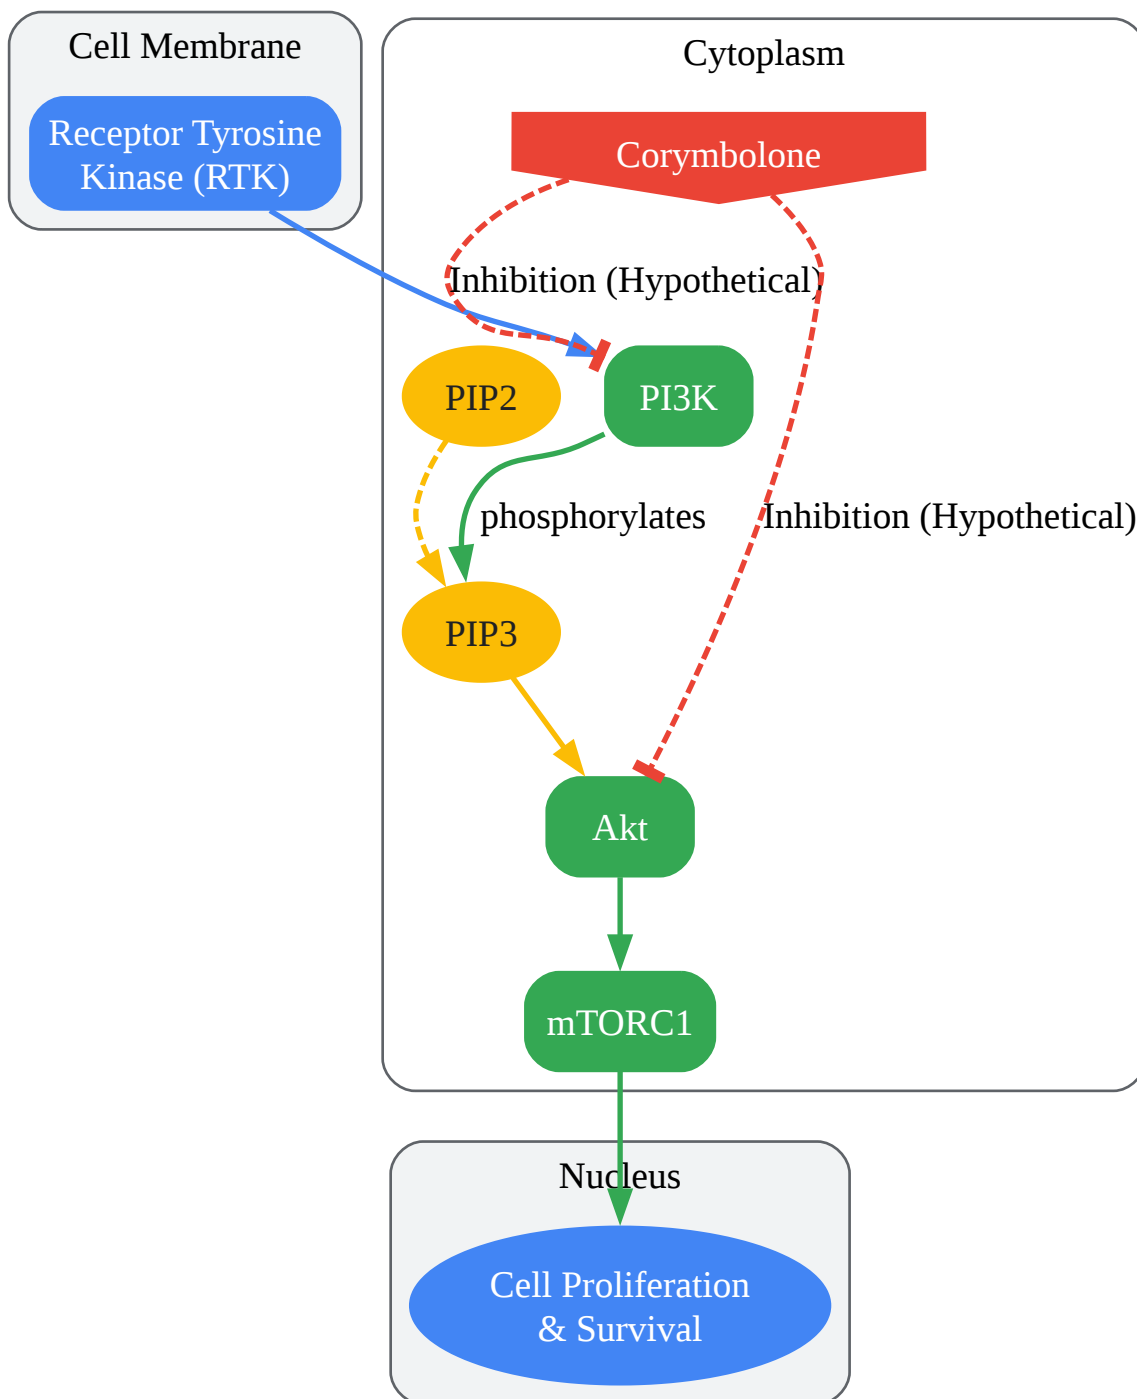 Cell Membrane
Receptor Tyrosine
Kinase (RTK)
Cytoplasm
Corymbolone
Inhibition (Hypothetical)
PIP2
PI3K
phosphorylates
Inhibition (Hypothetical)
PIP3
Akt
mTORC1
Nucleus
Cell Proliferation
& Survival